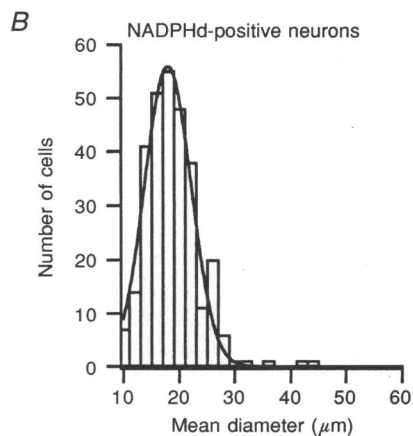 B
NADPHd-positive neurons
Number of cells
60
50
40
30
20
10
0
10 20 30 40 50 60
Mean diameter (μm)